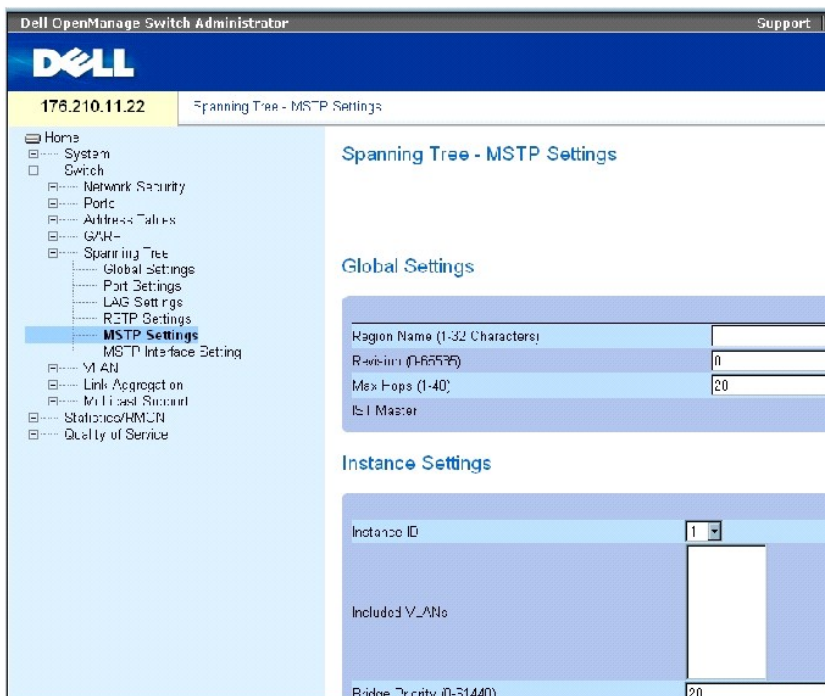 Dell OpenManage Switch Administrator
Support
DELL
176.210.11.22
Spanning Tree - MSTP Settings
Home
System
Switch
Network Security
Ports
Address Tables
GARP
Spanning Tree
Global Settings
Port Settings
LAG Settings
RSTP Settings
MSTP Settings
MSTP Interface Setting
VLAN
Link Aggregation
Multicast Support
Statistics/RMON
Quality of Service
Spanning Tree - MSTP Settings
Global Settings
Region Name (1-32 Characters)
Revision (0-65535)
0
Max Hops (1-40)
20
IST Master
Instance Settings
Instance ID
1
Included VLANs
Bridge Priority (0-61440)
20